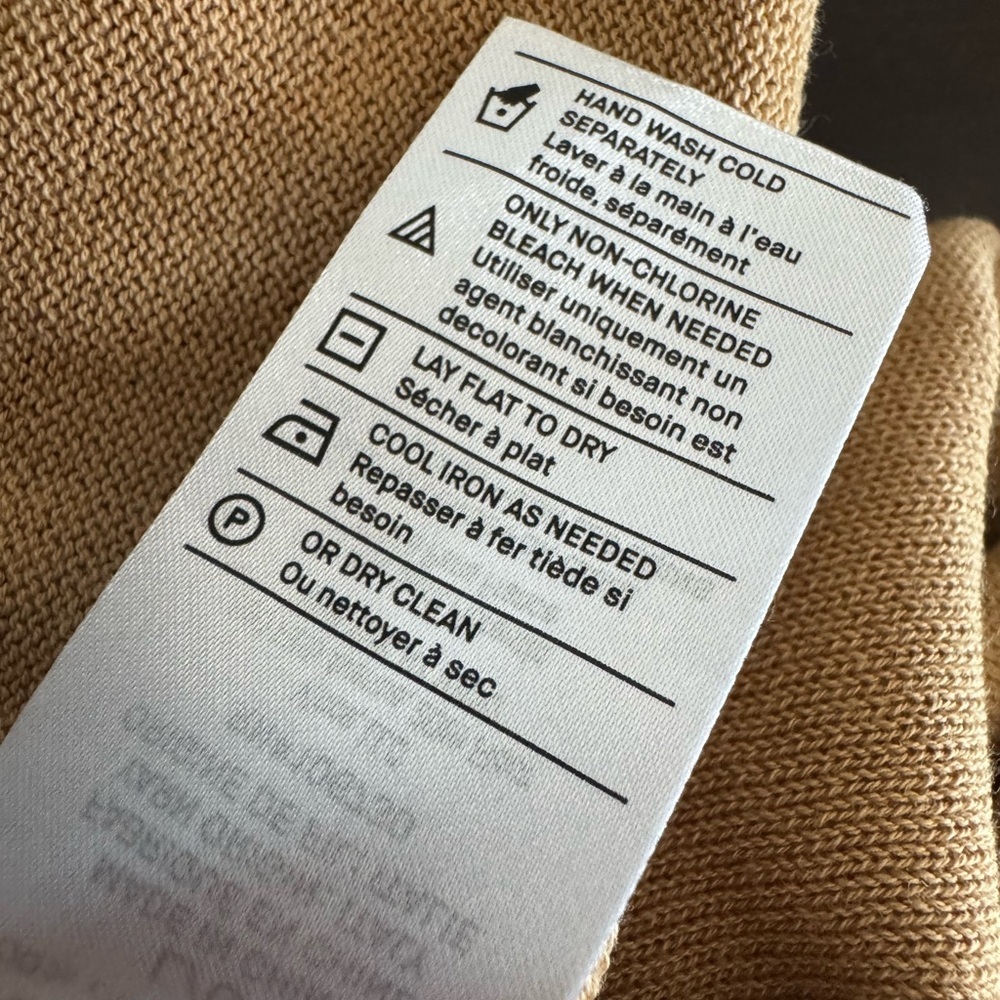 HAND WASH COLD
SEPARATELY
Laver à la main à l'eau
froide, séparément
ONLY NON-CHLORINE
BLEACH WHEN NEEDED
Utiliser uniquement un
agent blanchissant non
decolorant si besoin est
LAY FLAT TO DRY
Sécher à plat
COOL IRON AS NEEDED
Repasser à fer tiède si
besoin
P
OR DRY CLEAN
Ou nettoyer à sec